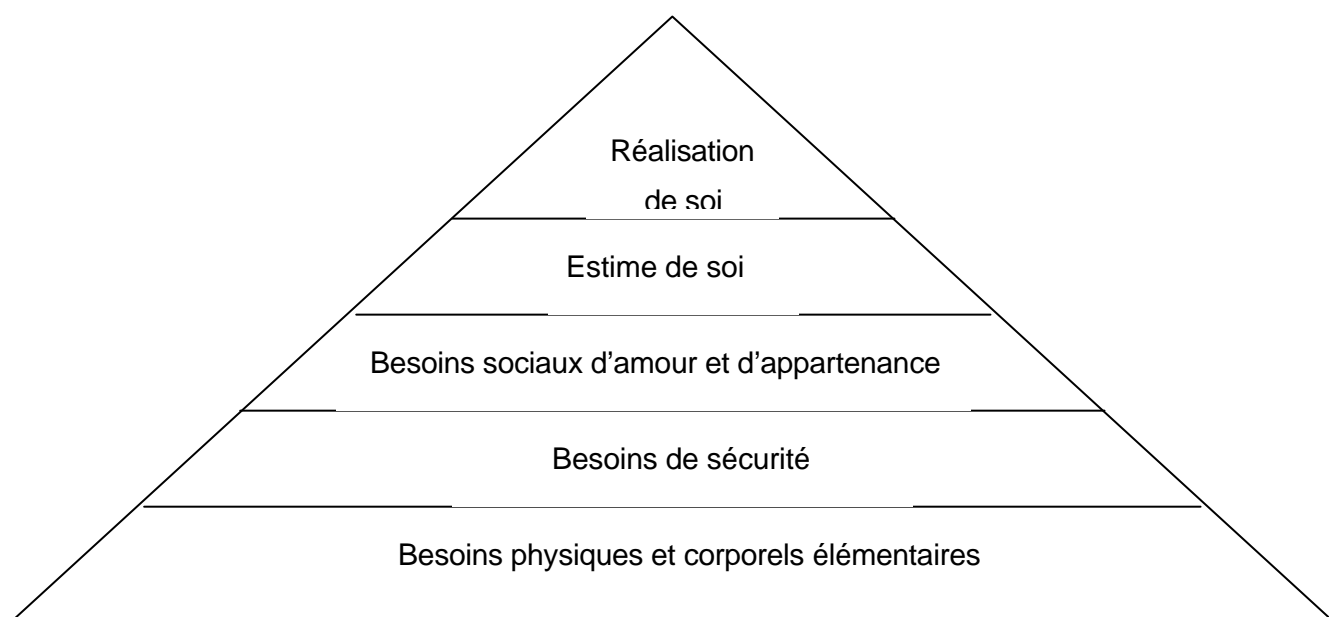 Réalisation
de soi
Estime de soi
Besoins sociaux d’amour et d’appartenance
Besoins de sécurité
Besoins physiques et corporels élémentaires